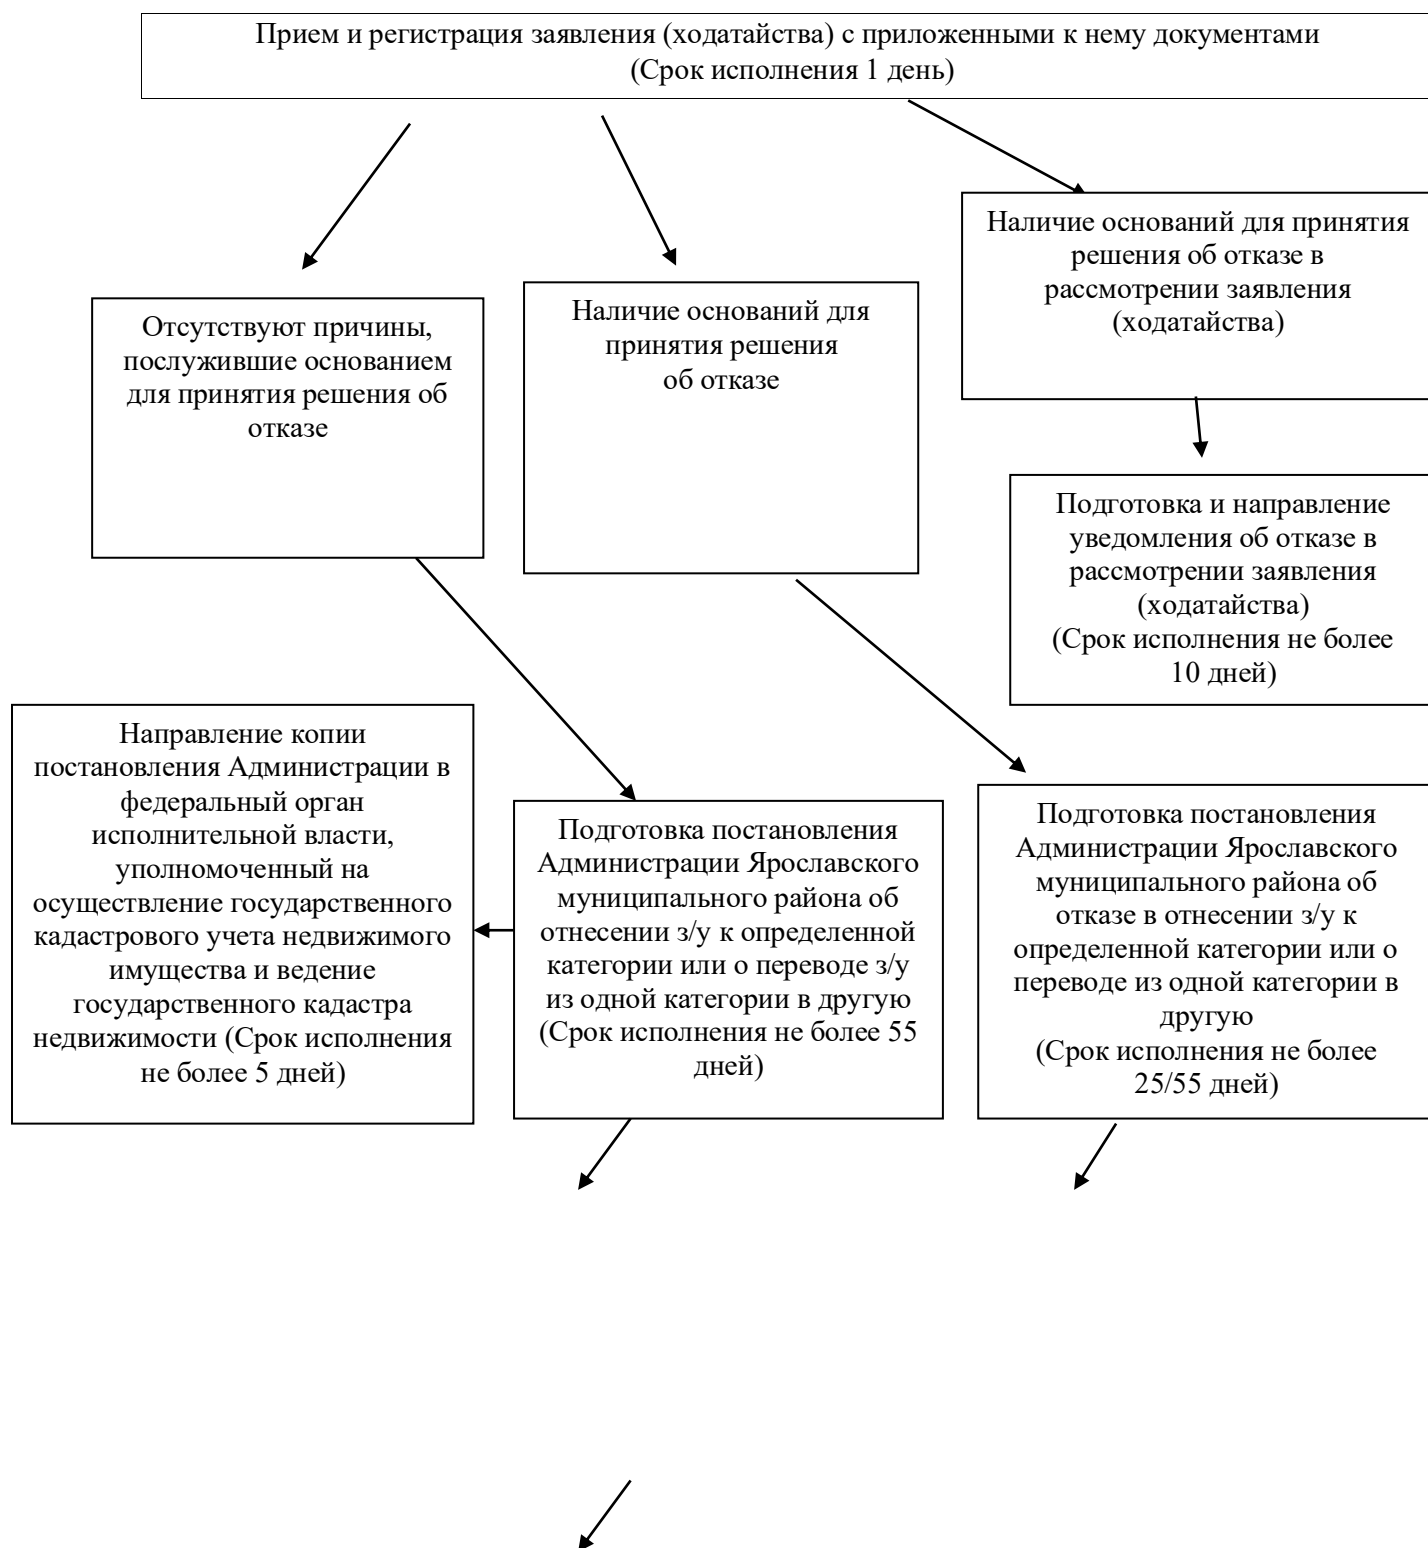 Прием и регистрация заявления (ходатайства) с приложенными к нему документами
(Срок исполнения 1 день)
Наличие оснований для принятия
решения об отказе в
рассмотрении заявления
(ходатайства)
Наличие оснований для
принятия решения
об отказе
Отсутствуют причины,
послужившие основанием
для принятия решения об
отказе
Подготовка и направление
уведомления об отказе в
рассмотрении заявления
(ходатайства)
(Срок исполнения не более
10 дней)
Направление копии
постановления Администрации в
федеральный орган
исполнительной власти,
уполномоченный на
осуществление государственного
кадастрового учета недвижимого
имущества и ведение
государственного кадастра
недвижимости (Срок исполнения
не более 5 дней)
Подготовка постановления
Администрации Ярославского
муниципального района об
отнесении з/у к определенной
категории или о переводе з/у
из одной категории в другую
(Срок исполнения не более 55
дней)
Подготовка постановления
Администрации Ярославского
муниципального района об
отказе в отнесении з/у к
определенной категории или о
переводе из одной категории в
другую
(Срок исполнения не более
25/55 дней)